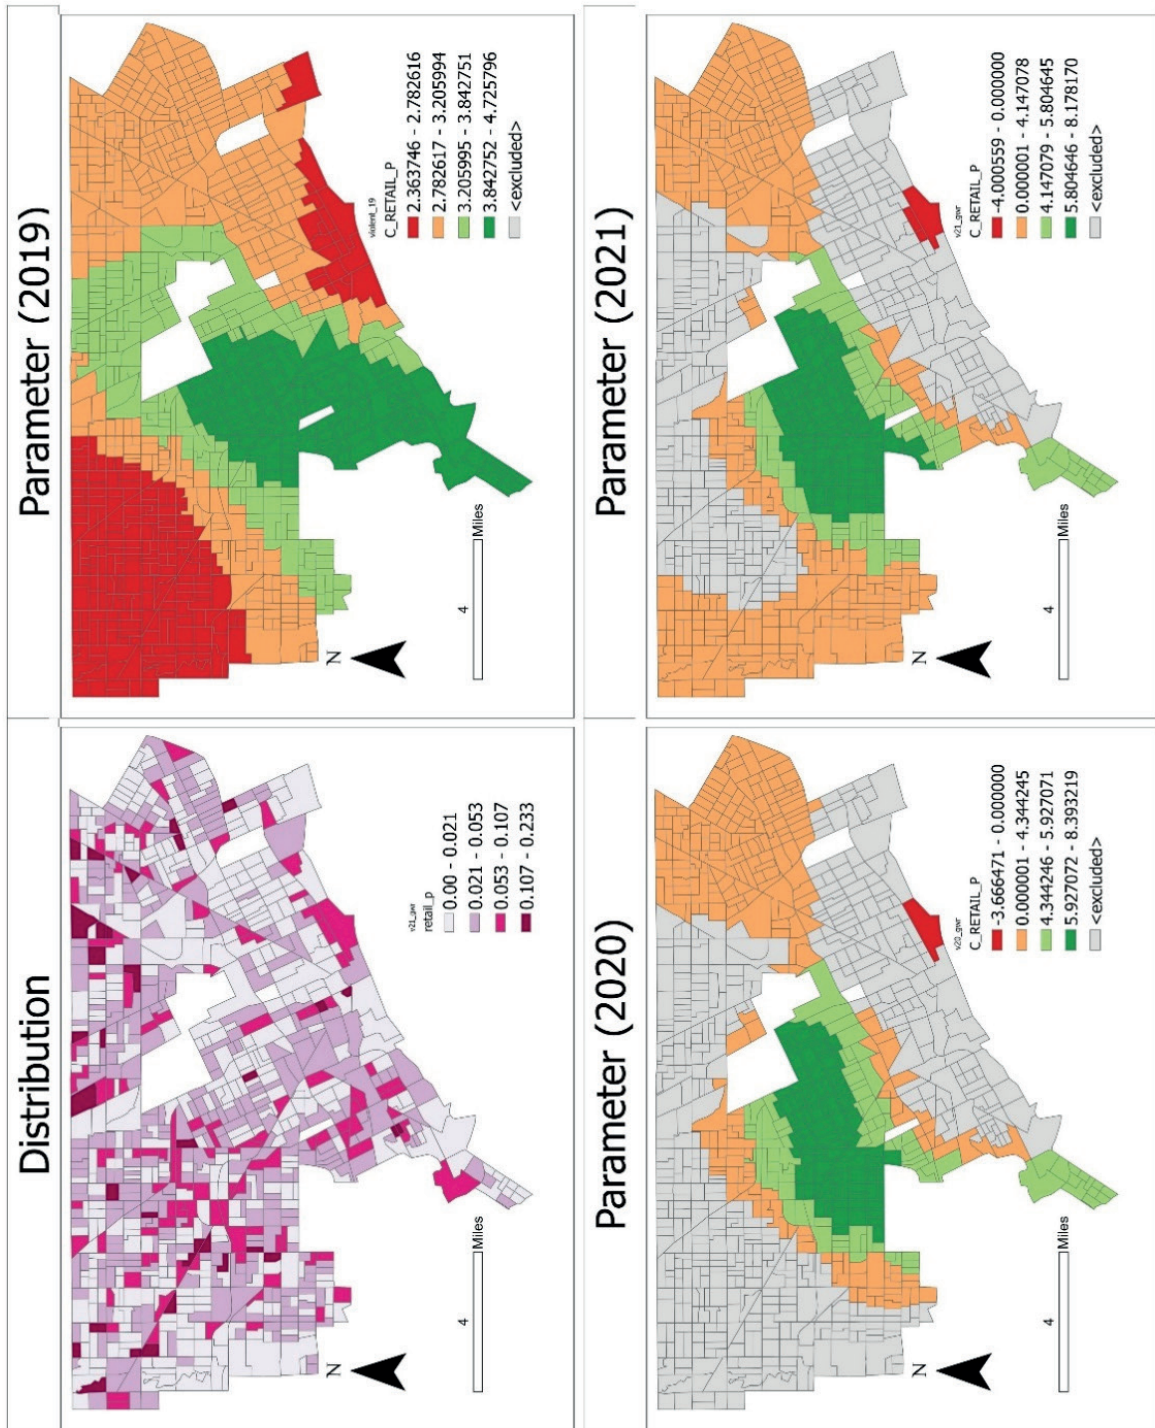 Distribution
v21_gwr
retail_p
0.00 - 0.021
0.021 - 0.053
0.053 - 0.107
0.107 - 0.233
N
4
Miles
Parameter (2019)
violent_19
C_RETAIL_P
2.363746 - 2.782616
2.782617 - 3.205994
3.205995 - 3.842751
3.842752 - 4.725796
<excluded>
N
4
Miles
Parameter (2020)
v20_gwr
C_RETAIL_P
-3.666471 - 0.000000
0.000001 - 4.344245
4.344246 - 5.927071
5.927072 - 8.393219
<excluded>
N
4
Miles
Parameter (2021)
v21_gwr
C_RETAIL_P
-4.000559 - 0.000000
0.000001 - 4.147078
4.147079 - 5.804645
5.804646 - 8.178170
<excluded>
N
4
Miles